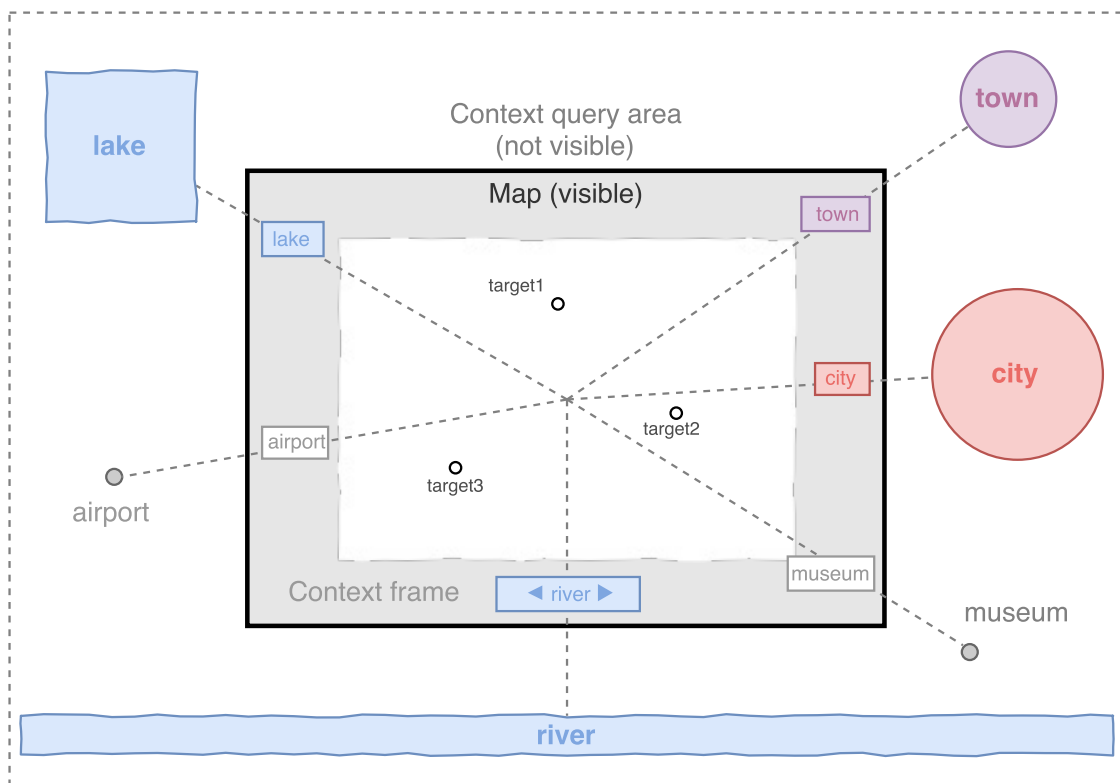 lake
town
Context query area
(not visible)
Map (visible)
lake
town
target1
city
city
target2
airport
target3
airport
museum
Context frame
◀ river ▶
museum
river